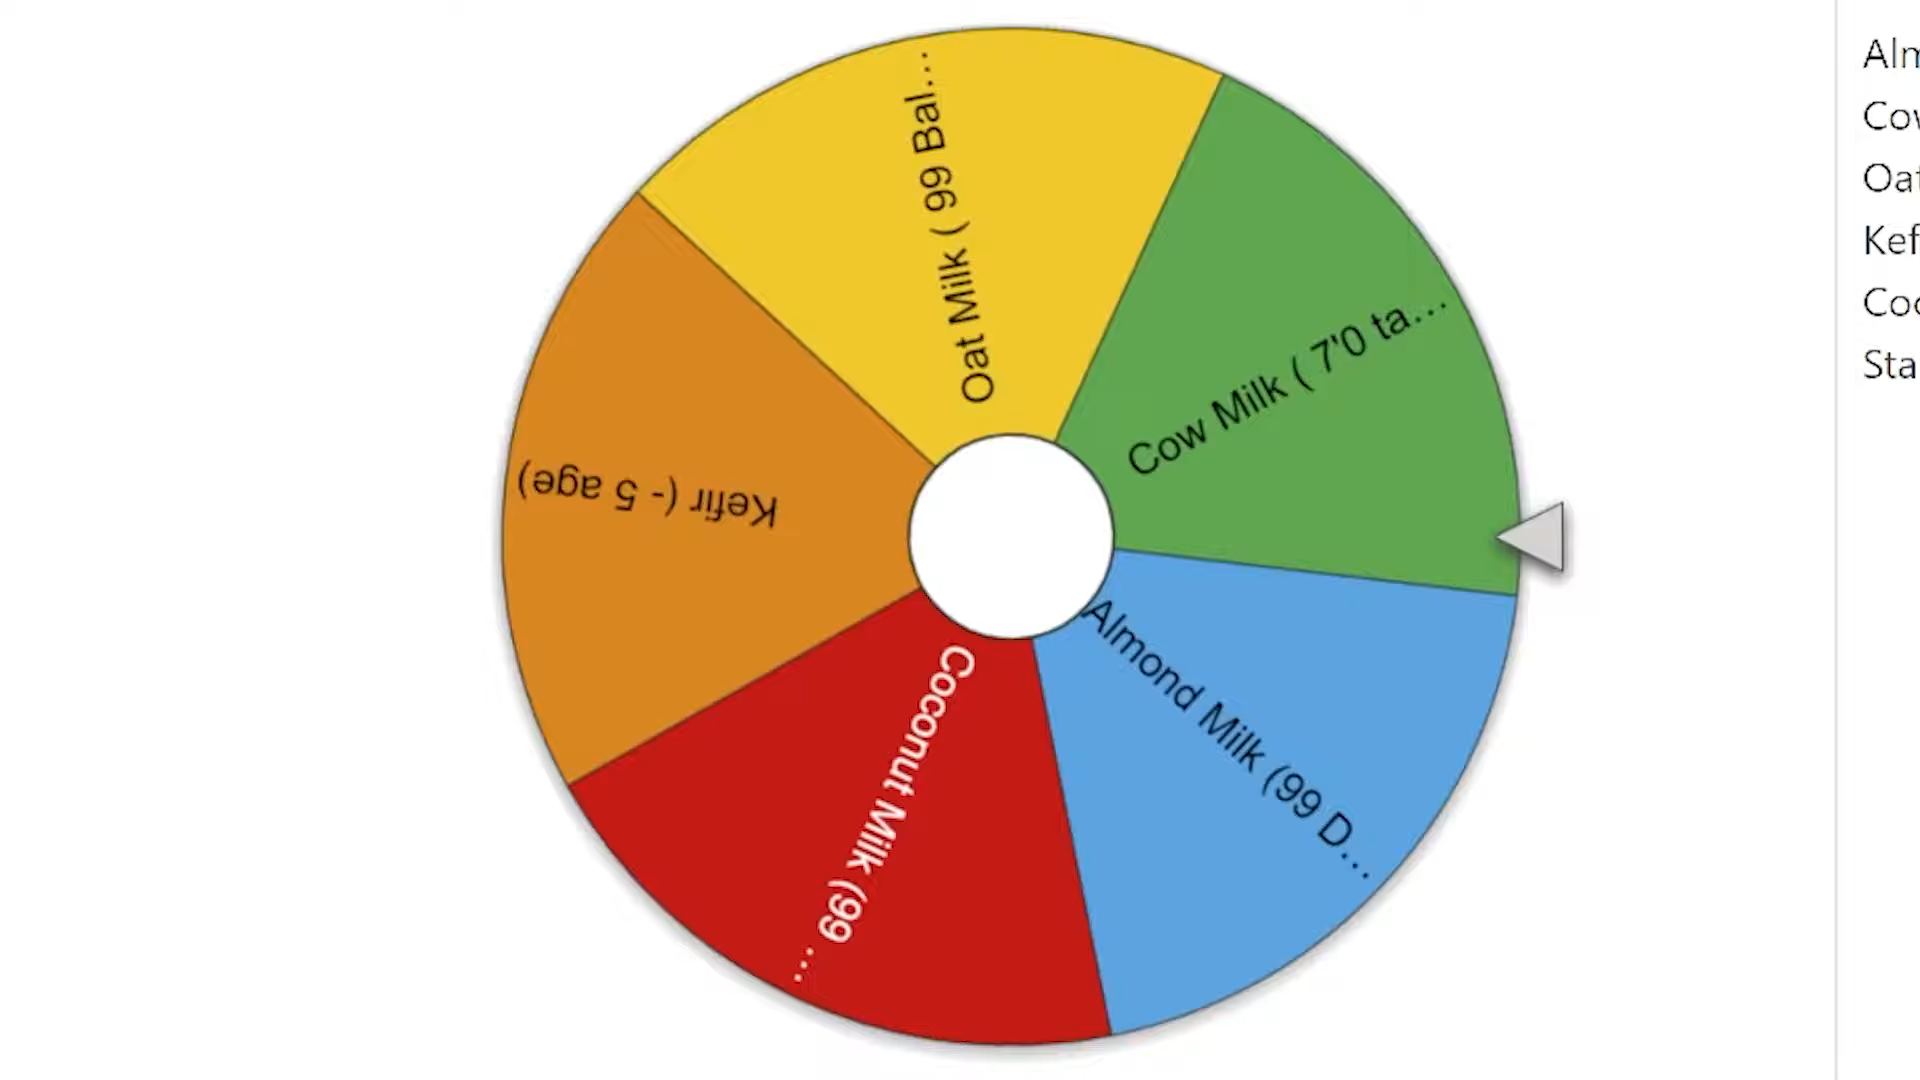 Oat Milk ( 99 Bal...
Cow Milk ( 7'0 ta...
Almond Milk (99 D...
Coconut Milk (99 ...
Kefir (- 5 age)
Alm
Cow
Oat
Kef
Coc
Sta